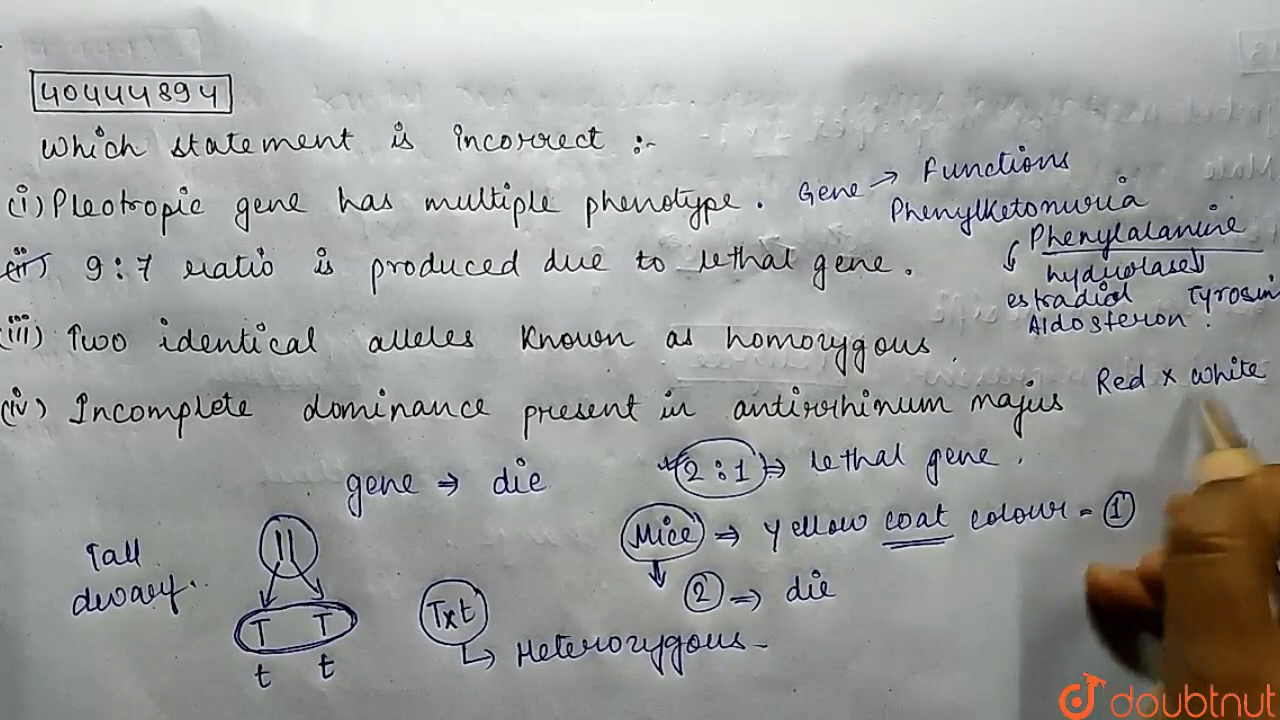 40444894
Which statement is incorrect :-
(i) Pleotropic gene has multiple phenotype.
Gene → Functions
Phenylketonuria
Phenylalanine
hydrolased
estradiol Tyrosin
Aldosteron.
(ii) 9:7 ratio is produced due to lethal gene.
(iii) Two identical alleles known as homozygous.
(iv) Incomplete dominance present in antirrhinum majus
Red x white
gene ⇒ die
2:1 ⇒ lethal gene.
Mice ⇒ Yellow coat colour = 1
2 ⇒ die
Tall
dwarf.
T T
t t
Txt
Heterozygous-
doubtnut